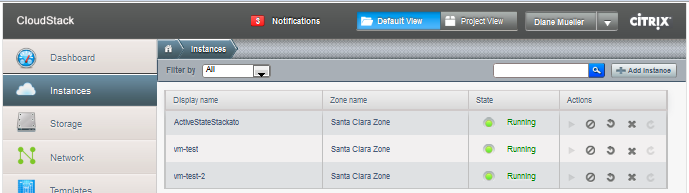 CloudStack
3 Notifications Default View Project View Diane Mueller CİTRIX
Dashboard
Instances
Storage
Network
Templates
Instances
Filter by All Add Instance
Display name Zone name State Actions
ActiveStateStackato Santa Clara Zone Running
vm-test Santa Clara Zone Running
vm-test-2 Santa Clara Zone Running